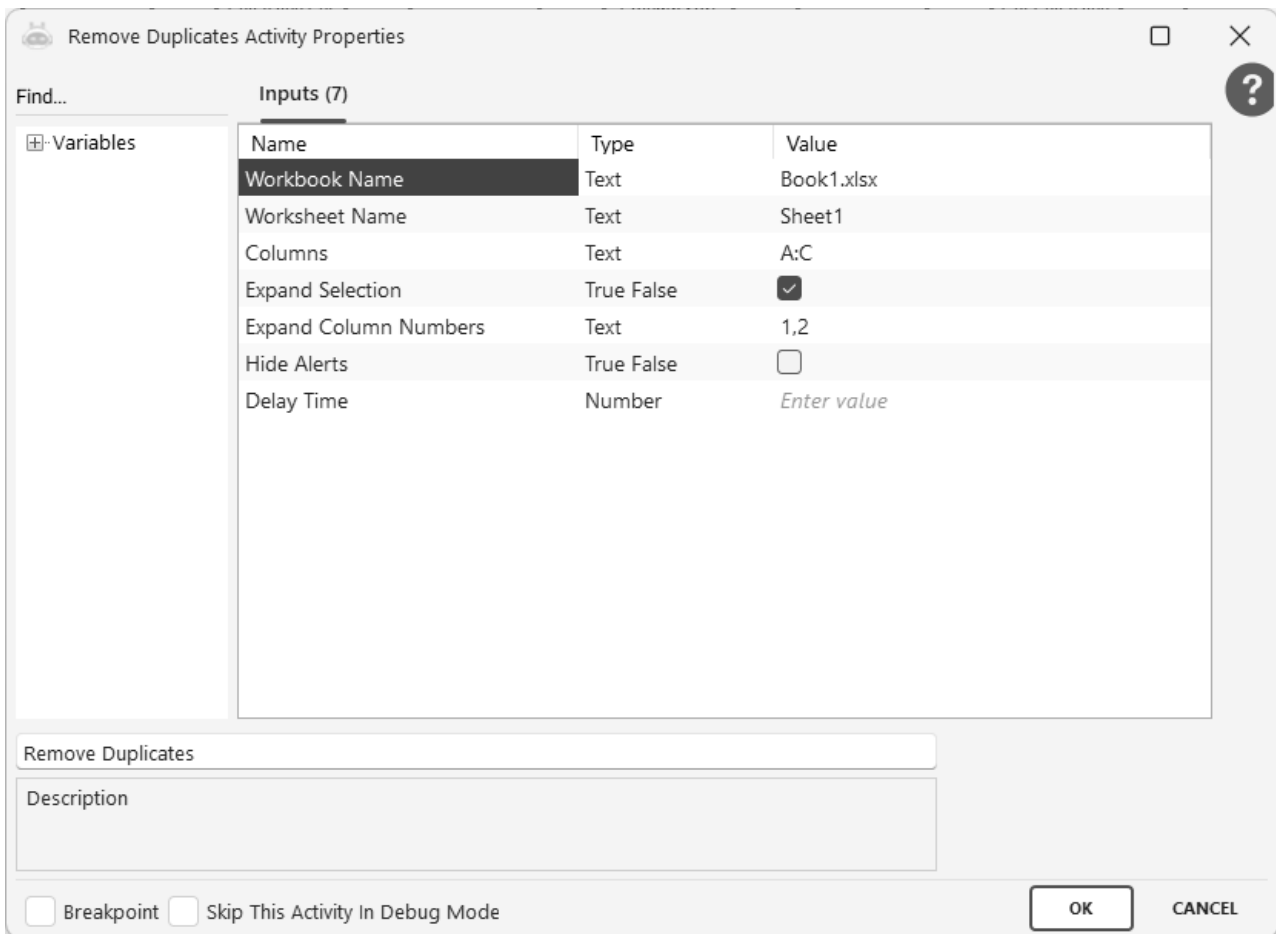 Remove Duplicates Activity Properties
?
Find...
Inputs (7)
Variables
Name Type Value
Workbook Name Text Book1.xlsx
Worksheet Name Text Sheet1
Columns Text A:C
Expand Selection True False
Expand Column Numbers Text 1,2
Hide Alerts True False
Delay Time Number Enter value
Remove Duplicates
Description
Breakpoint Skip This Activity In Debug Mode OK CANCEL